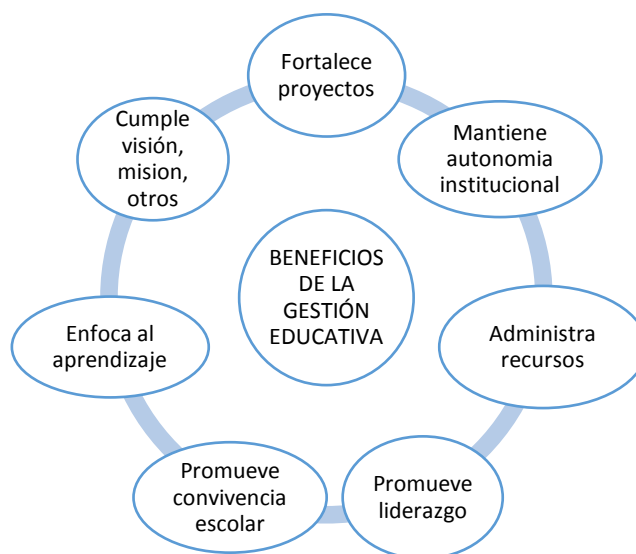 Fortalece
proyectos
Mantiene
autonomia
institucional
Administra
recursos
Promueve
liderazgo
Promueve
convivencia
escolar
Enfoca al
aprendizaje
Cumple
visión,
mision,
otros
BENEFICIOS
DE LA
GESTIÓN
EDUCATIVA